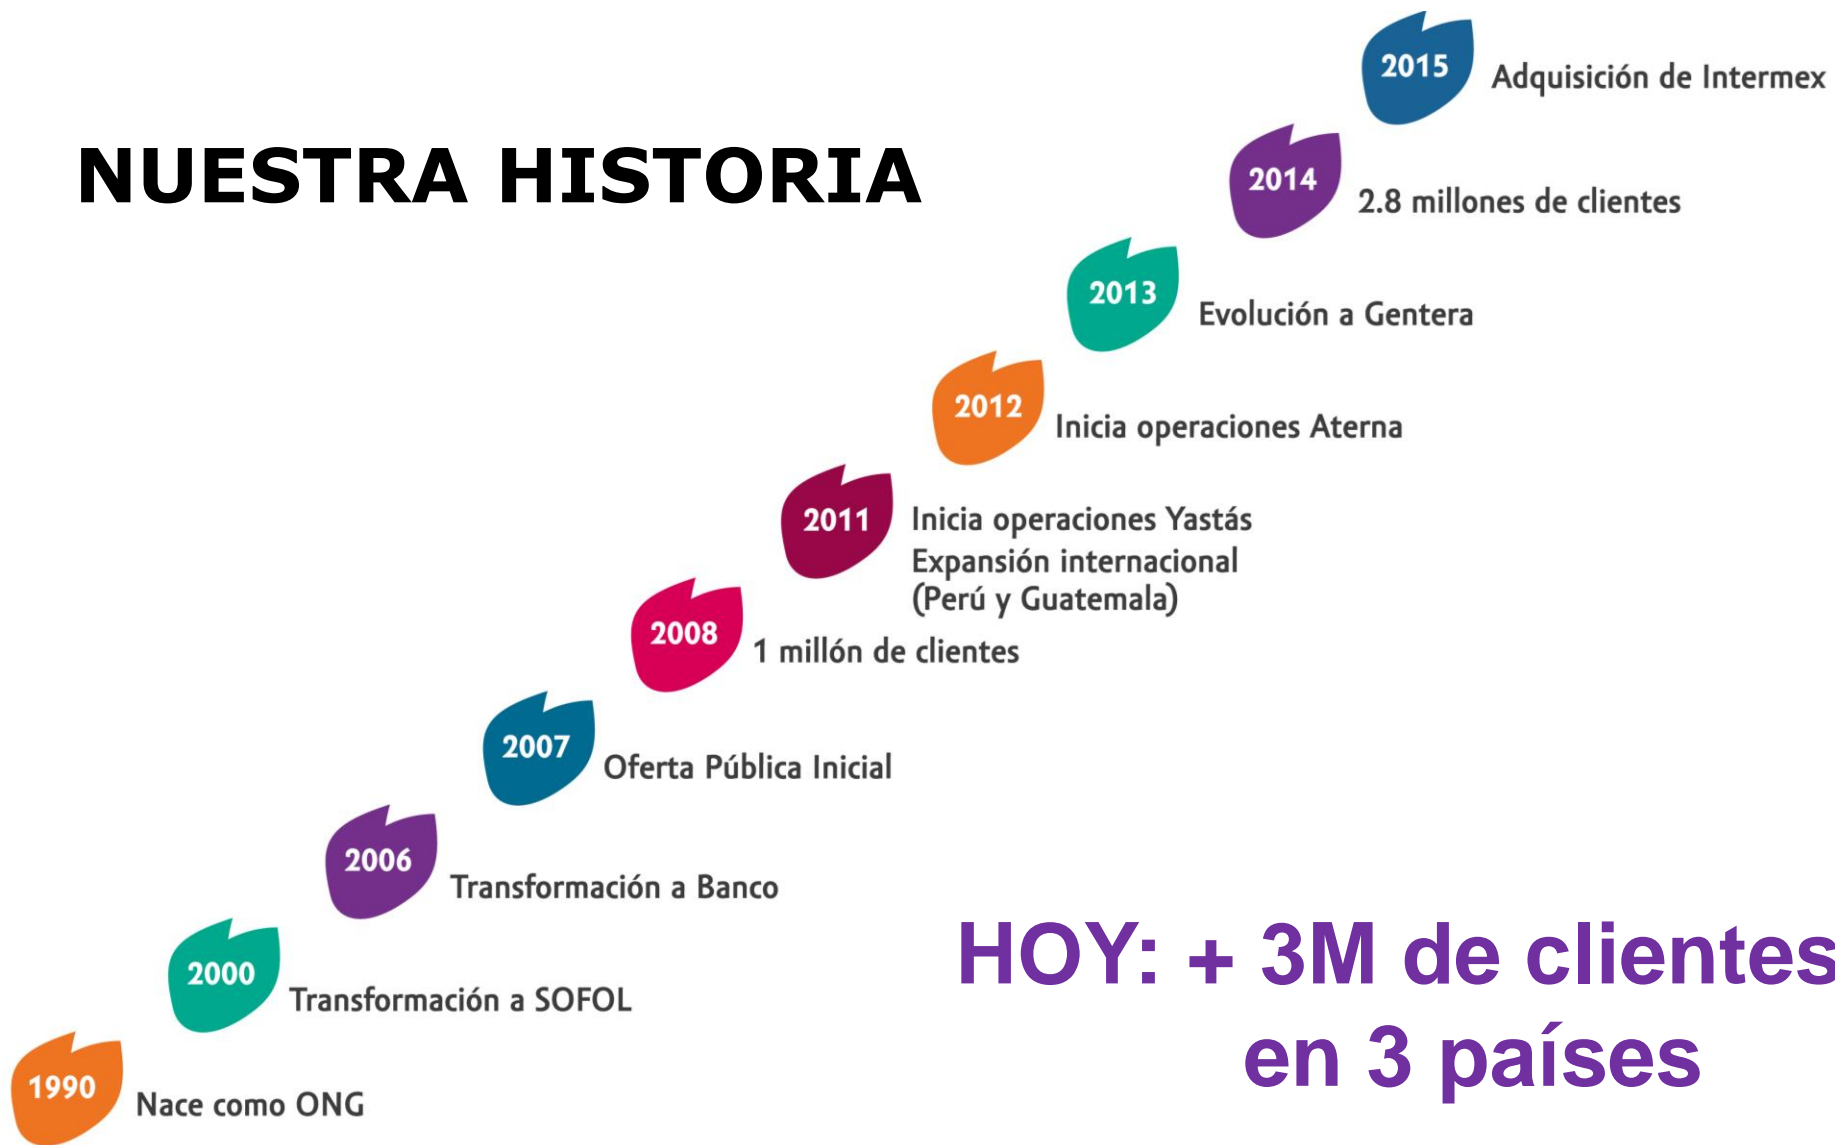 NUESTRA HISTORIA
2015
Adquisición de Intermex
2014
2.8 millones de clientes
2013
Evolución a Gentera
2012
Inicia operaciones Aterna
2011
Inicia operaciones Yastás
Expansión internacional
(Perú y Guatemala)
2008
1 millón de clientes
2007
Oferta Pública Inicial
2006
Transformación a Banco
2000
Transformación a SOFOL
1990
Nace como ONG
HOY: + 3M de clientes
en 3 países